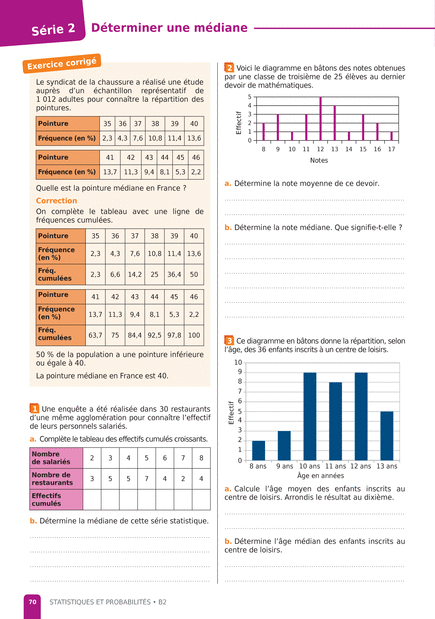 Série 2
Déterminer une médiane
Exercice corrigé
Le syndicat de la chaussure a réalisé une étude
auprès d'un échantillon représentatif de
1 012 adultes pour connaître la répartition des
pointures.
Pointure 35 36 37 38 39 40
Fréquence (en %) 2,3 4,3 7,6 10,8 11,4 13,6
Pointure 41 42 43 44 45 46
Fréquence (en %) 13,7 11,3 9,4 8,1 5,3 2,2
Quelle est la pointure médiane en France ?
Correction
On complète le tableau avec une ligne de
fréquences cumulées.
Pointure 35 36 37 38 39 40
Fréquence
(en %) 2,3 4,3 7,6 10,8 11,4 13,6
Fréq.
cumulées 2,3 6,6 14,2 25 36,4 50
Pointure 41 42 43 44 45 46
Fréquence
(en %) 13,7 11,3 9,4 8,1 5,3 2,2
Fréq.
cumulées 63,7 75 84,4 92,5 97,8 100
50 % de la population a une pointure inférieure
ou égale à 40.
La pointure médiane en France est 40.
1 Une enquête a été réalisée dans 30 restaurants
d'une même agglomération pour connaître l'effectif
de leurs personnels salariés.
a. Complète le tableau des effectifs cumulés croissants.
Nombre
de salariés 2 3 4 5 6 7 8
Nombre de
restaurants 3 5 5 7 4 2 4
Effectifs
cumulés
b. Détermine la médiane de cette série statistique.
2 Voici le diagramme en bâtons des notes obtenues
par une classe de troisième de 25 élèves au dernier
devoir de mathématiques.
Effectif
5
4
3
2
1
0
8 9 10 11 12 13 14 15 16 17
Notes
a. Détermine la note moyenne de ce devoir.
b. Détermine la note médiane. Que signifie-t-elle ?
3 Ce diagramme en bâtons donne la répartition, selon
l'âge, des 36 enfants inscrits à un centre de loisirs.
Effectif
10
9
8
7
6
5
4
3
2
1
0
8 ans 9 ans 10 ans 11 ans 12 ans 13 ans
Âge en années
a. Calcule l'âge moyen des enfants inscrits au
centre de loisirs. Arrondis le résultat au dixième.
b. Détermine l'âge médian des enfants inscrits au
centre de loisirs.
70 STATISTIQUES ET PROBABILITÉS • B2